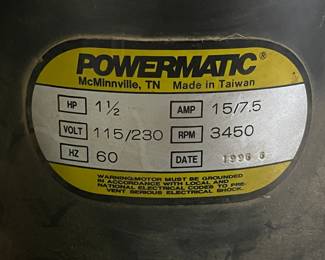 POWERMATIC®
McMinnville, TN Made in Taiwan
HP 1½ AMP 15/7.5
VOLT 115/230 RPM 3450
HZ 60 DATE 1996 6
WARNING:MOTOR MUST BE GROUNDED
IN ACCORDANCE WITH LOCAL AND
NATIONAL ELECTRICAL CODES TO PRE-
VENT SERIOUS ELECTRICAL SHOCK.